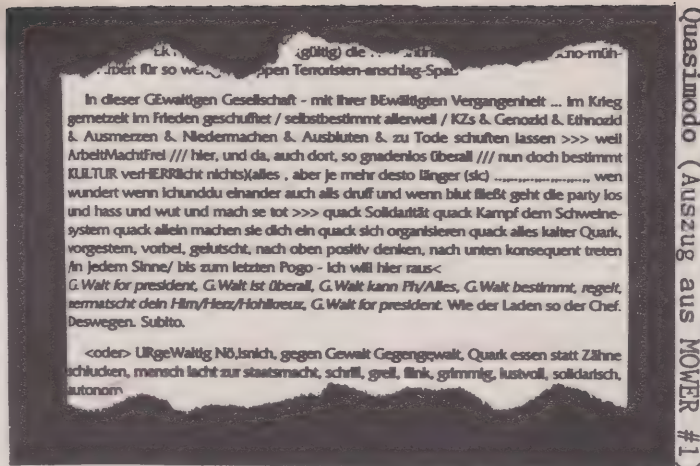 (gültig) die
-müh-
für so Terroristen-anschlag-
In dieser GEwaltigen Gesellschaft - mit ihrer BEwältigten Vergangenheit ... im Krieg
gemetzelt im Frieden geschuftet / selbstbestimmt allerweil / KZs & Genozid & Ethnozid
& Ausmerzen & Niedermachen & Ausbluten & zu Tode schuften lassen >>> weil
ArbeitMachtFrei /// hier, und da, auch dort, so gnadenlos überall /// nun doch bestimmt
KULTUR verHERRlicht nichts)(alles , aber je mehr desto länger (sic) ..................... wen
wundert wenn ichunddu einander auch als druff und wenn blut fließt geht die party los
und hass und wut und mach se tot >>> quack Solidarität quack Kampf dem Schweine-
system quack allein machen sie dich ein quack sich organisieren quack alles kalter Quark,
vorgestern, vorbei, gelutscht, nach oben positiv denken, nach unten konsequent treten
/in jedem Sinne/ bis zum letzten Pogo - ich will hier raus<
G.Walt for president, G.Walt ist überall, G.Walt kann Ph/Alles, G.Walt bestimmt, regelt,
zermatscht dein Hirn/Herz/Hohlkreuz, G.Walt for president. Wie der Laden so der Chef.
Deswegen. Subito.
<oder> URgeWaltig Nö,isnich, gegen Gewalt Gegengewalt, Quark essen statt Zähne
schlucken, mensch lacht zur staatsmacht, schrill, grell, flink, grimmig, lustvoll, solidarisch,
autonom
Quasimodo (Auszug aus MOWER #1)